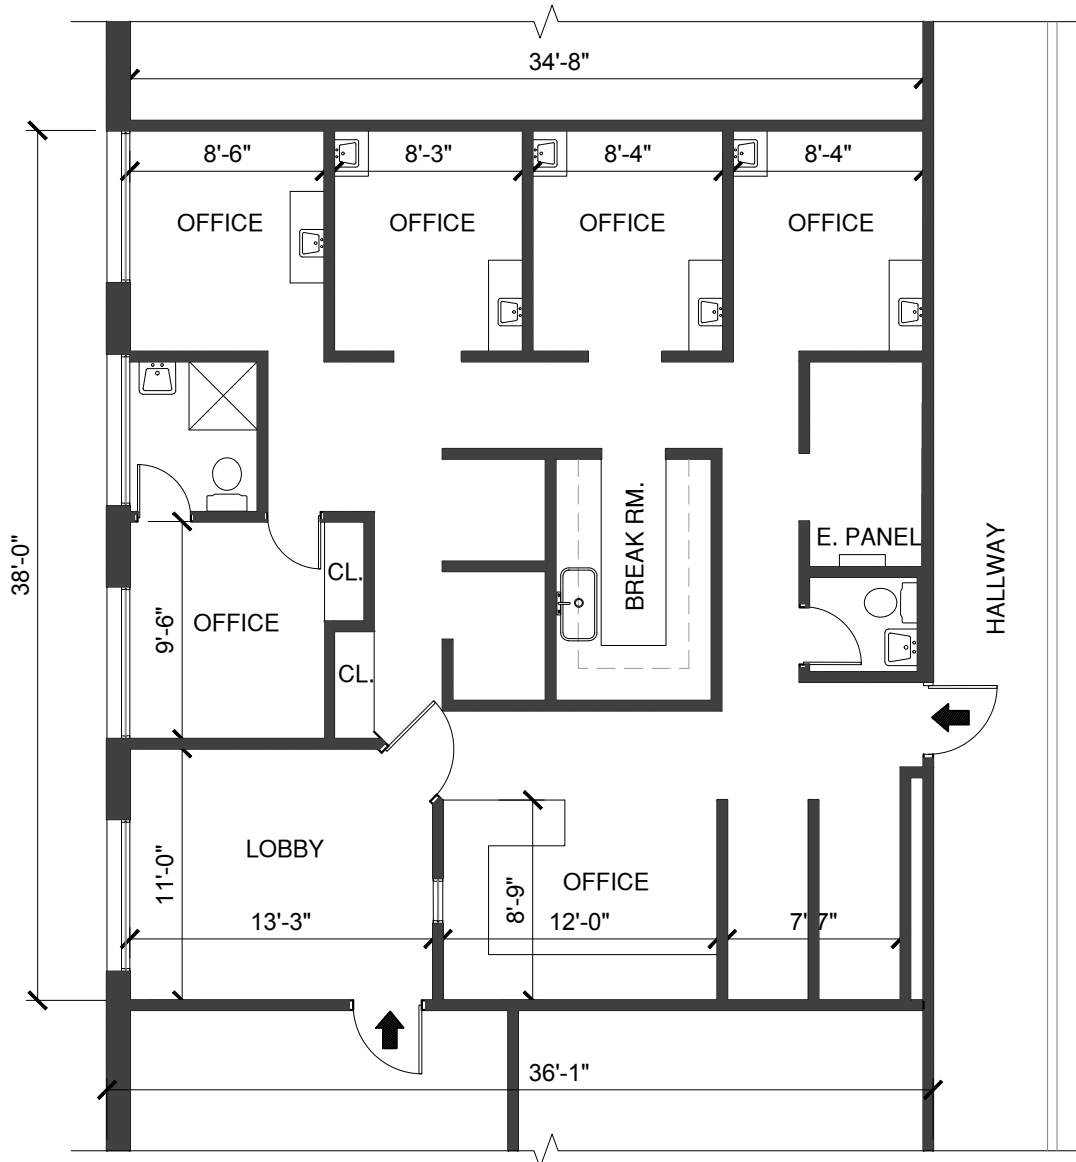 34'-8"
8'-6"
8'-3"
8'-4"
8'-4"
OFFICE
OFFICE
OFFICE
OFFICE
38'-0"
BREAK RM.
E. PANEL
HALLWAY
CL.
9'-6"
OFFICE
CL.
LOBBY
11'-0"
OFFICE
8'-9"
13'-3"
12'-0"
7'-7"
36'-1"